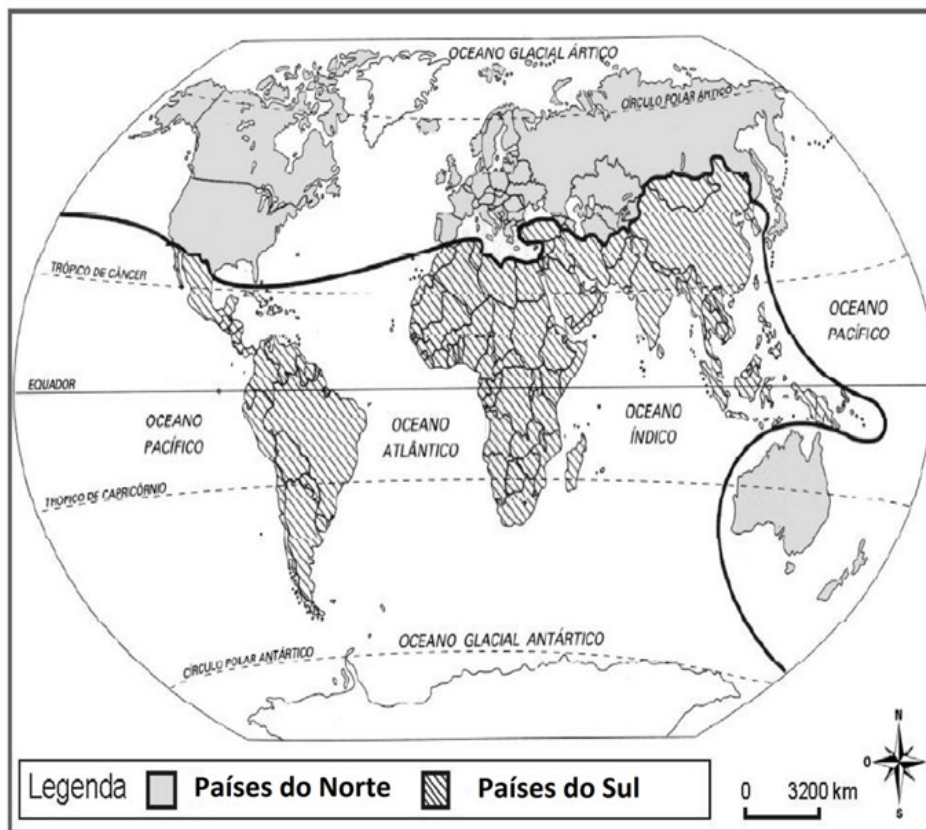 OCEANO GLACIAL ÁRTICO
CÍRCULO POLAR ÁNTICO
TRÓPICO DE CÂNCER
OCEANO
PACÍFICO
EQUADOR
OCEANO
PACÍFICO
OCEANO
ATLÂNTICO
OCEANO
ÍNDICO
TRÓPICO DE CAPRICÓRNIO
OCEANO GLACIAL ANTÁRTICO
CÍRCULO POLAR ANTÁRTICO
N
O
S
Legenda
Países do Norte
Países do Sul
0 3200 km